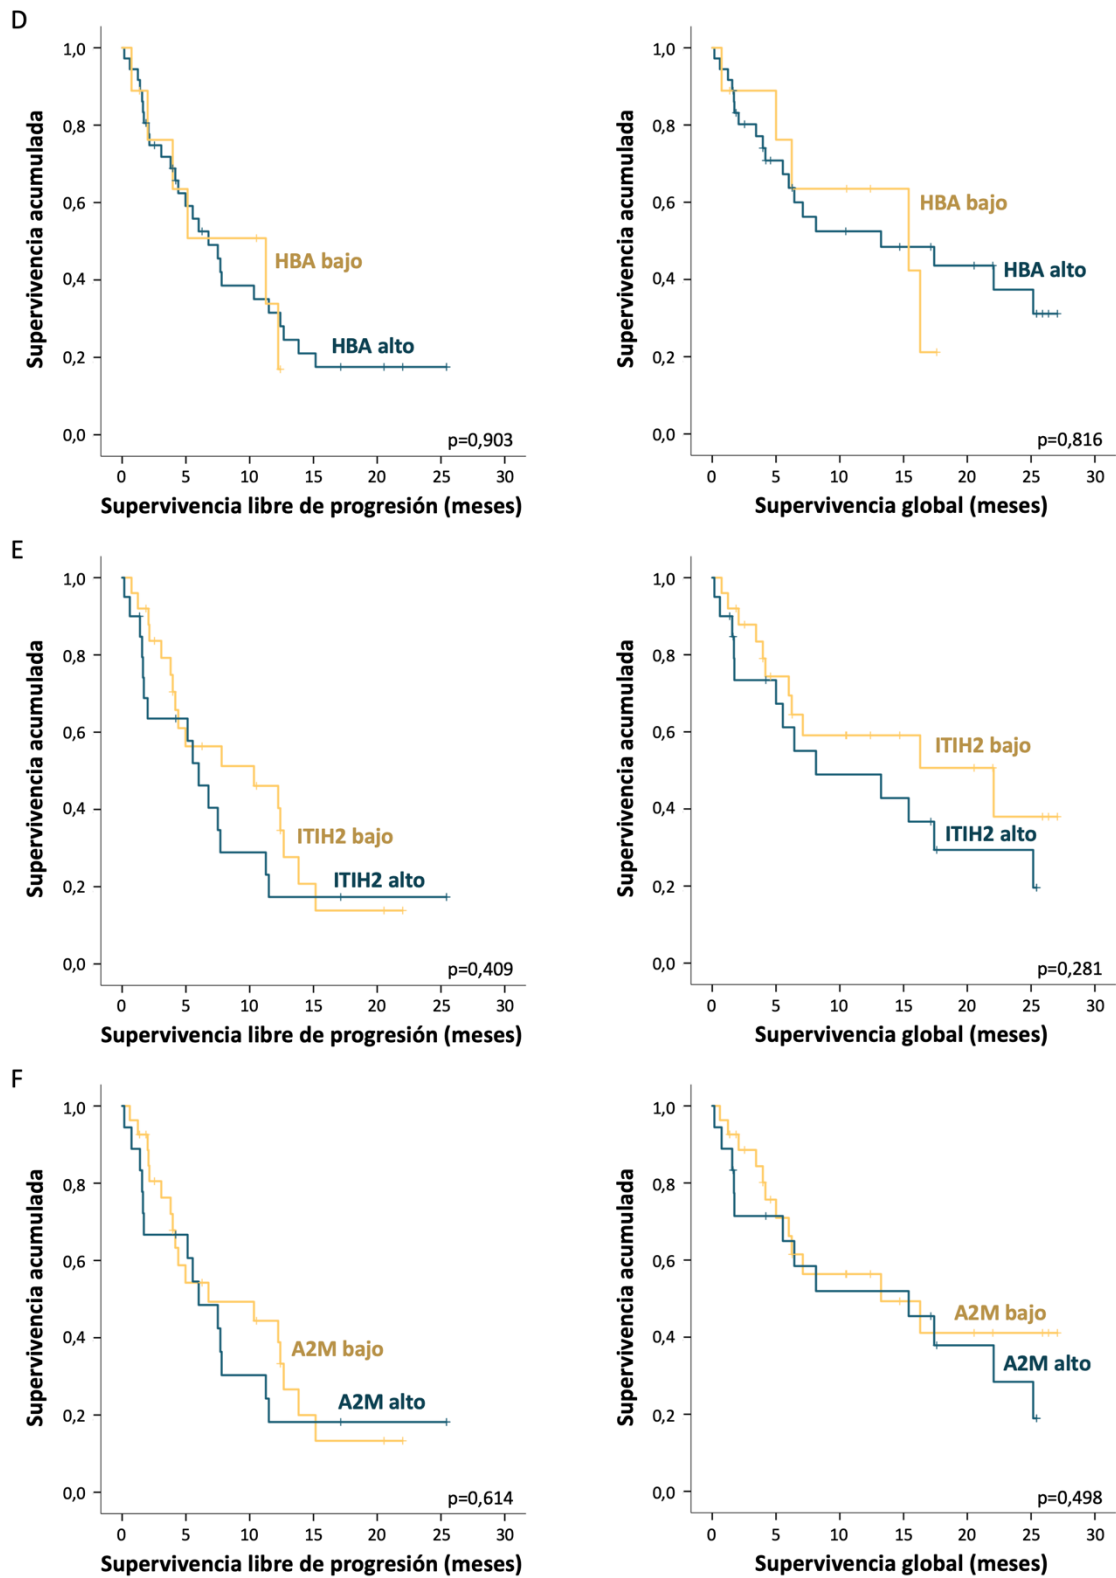 D
Supervivencia acumulada
1,0
0,8
0,6
0,4
0,2
0,0
HBA bajo
HBA alto
p=0,903
0 5 10 15 20 25 30
Supervivencia libre de progresión (meses)
Supervivencia acumulada
1,0
0,8
0,6
0,4
0,2
0,0
HBA bajo
HBA alto
p=0,816
0 5 10 15 20 25 30
Supervivencia global (meses)
E
Supervivencia acumulada
1,0
0,8
0,6
0,4
0,2
0,0
ITIH2 bajo
ITIH2 alto
p=0,409
0 5 10 15 20 25 30
Supervivencia libre de progresión (meses)
Supervivencia acumulada
1,0
0,8
0,6
0,4
0,2
0,0
ITIH2 bajo
ITIH2 alto
p=0,281
0 5 10 15 20 25 30
Supervivencia global (meses)
F
Supervivencia acumulada
1,0
0,8
0,6
0,4
0,2
0,0
A2M bajo
A2M alto
p=0,614
0 5 10 15 20 25 30
Supervivencia libre de progresión (meses)
Supervivencia acumulada
1,0
0,8
0,6
0,4
0,2
0,0
A2M bajo
A2M alto
p=0,498
0 5 10 15 20 25 30
Supervivencia global (meses)